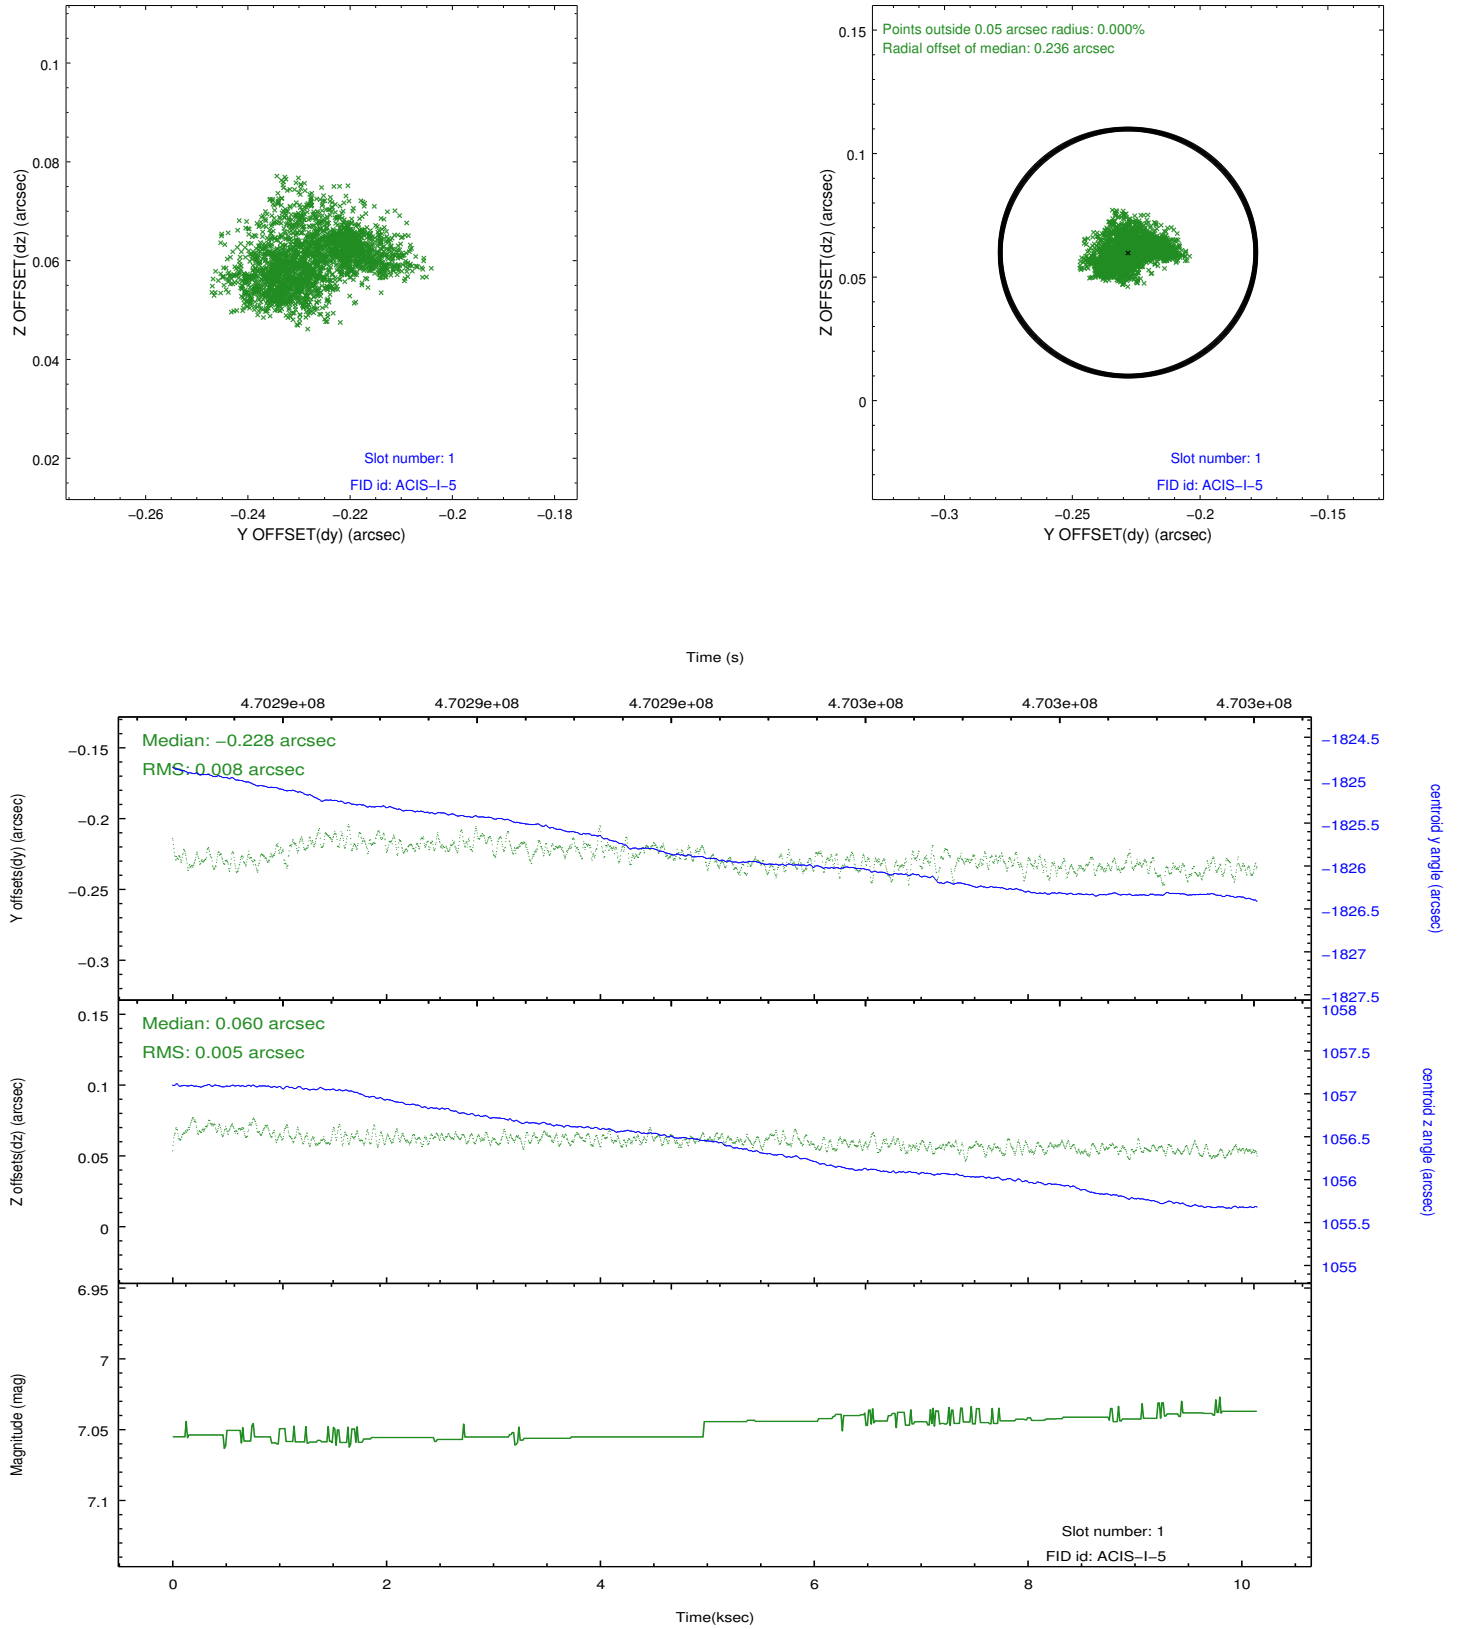 0.1
0.08
0.06
0.04
0.02
Z OFFSET(dz) (arcsec)
Slot number: 1
FID id: ACIS−I−5
−0.26 −0.24 −0.22 −0.2 −0.18
Y OFFSET(dy) (arcsec)
Points outside 0.05 arcsec radius: 0.000%
Radial offset of median: 0.236 arcsec
0.15
0.1
0.05
0
Z OFFSET(dz) (arcsec)
Slot number: 1
FID id: ACIS−I−5
−0.3 −0.25 −0.2 −0.15
Y OFFSET(dy) (arcsec)
Time (s)
4.7029e+08 4.7029e+08 4.7029e+08 4.703e+08 4.703e+08 4.703e+08
Median: −0.228 arcsec
RMS: 0.008 arcsec
−0.15
−0.2
−0.25
−0.3
Y offsets(dy) (arcsec)
−1824.5
−1825
−1825.5
−1826
−1826.5
−1827
−1827.5
centroid y angle (arcsec)
Median: 0.060 arcsec
RMS: 0.005 arcsec
0.15
0.1
0.05
0
Z offsets(dz) (arcsec)
1058
1057.5
1057
1056.5
1056
1055.5
1055
centroid z angle (arcsec)
6.95
7
7.05
7.1
Magnitude (mag)
Slot number: 1
FID id: ACIS−I−5
0 2 4 6 8 10
Time(ksec)